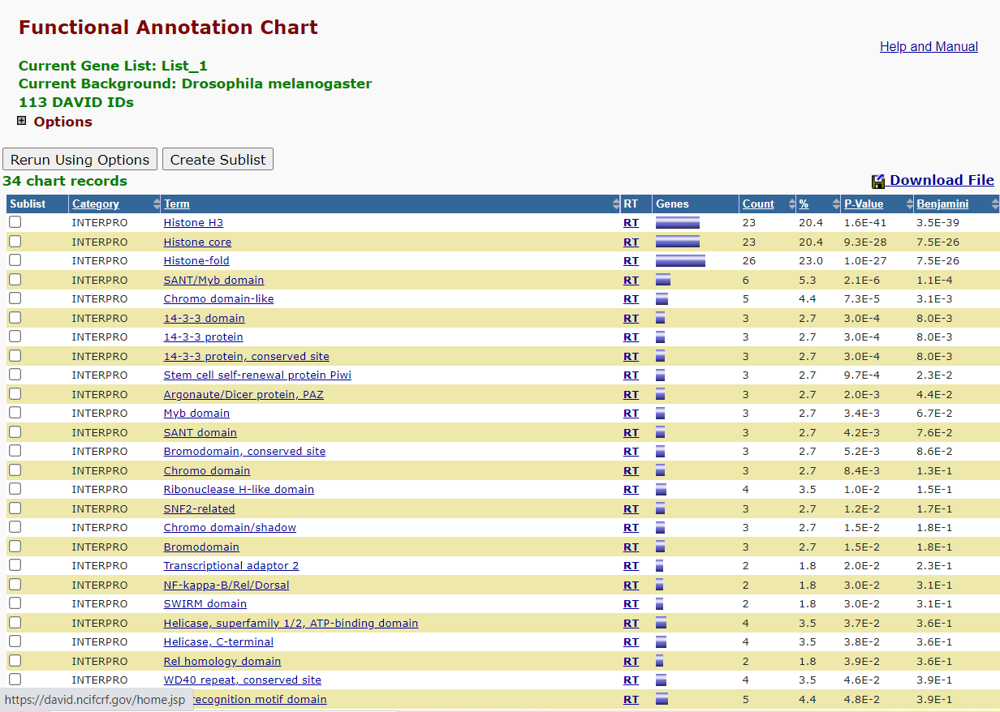 Functional Annotation Chart
Help and Manual
Current Gene List: List_1
Current Background: Drosophila melanogaster
113 DAVID IDs
Options
Rerun Using Options Create Sublist
34 chart records
Download File
Sublist Category Term RT Genes Count % P-Value Benjamini
INTERPRO Histone H3 RT 23 20.4 1.6E-41 3.5E-39
INTERPRO Histone core RT 23 20.4 9.3E-28 7.5E-26
INTERPRO Histone-fold RT 26 23.0 1.0E-27 7.5E-26
INTERPRO SANT/Myb domain RT 6 5.3 2.1E-6 1.1E-4
INTERPRO Chromo domain-like RT 5 4.4 7.3E-5 3.1E-3
INTERPRO 14-3-3 domain RT 3 2.7 3.0E-4 8.0E-3
INTERPRO 14-3-3 protein RT 3 2.7 3.0E-4 8.0E-3
INTERPRO 14-3-3 protein, conserved site RT 3 2.7 3.0E-4 8.0E-3
INTERPRO Stem cell self-renewal protein Piwi RT 3 2.7 9.7E-4 2.3E-2
INTERPRO Argonaute/Dicer protein, PAZ RT 3 2.7 2.0E-3 4.4E-2
INTERPRO Myb domain RT 3 2.7 3.4E-3 6.7E-2
INTERPRO SANT domain RT 3 2.7 4.2E-3 7.6E-2
INTERPRO Bromodomain, conserved site RT 3 2.7 5.2E-3 8.6E-2
INTERPRO Chromo domain RT 3 2.7 8.4E-3 1.3E-1
INTERPRO Ribonuclease H-like domain RT 4 3.5 1.0E-2 1.5E-1
INTERPRO SNF2-related RT 3 2.7 1.2E-2 1.7E-1
INTERPRO Chromo domain/shadow RT 3 2.7 1.5E-2 1.8E-1
INTERPRO Bromodomain RT 3 2.7 1.5E-2 1.8E-1
INTERPRO Transcriptional adaptor 2 RT 2 1.8 2.0E-2 2.3E-1
INTERPRO NF-kappa-B/Rel/Dorsal RT 2 1.8 3.0E-2 3.1E-1
INTERPRO SWIRM domain RT 2 1.8 3.0E-2 3.1E-1
INTERPRO Helicase, superfamily 1/2, ATP-binding domain RT 4 3.5 3.7E-2 3.6E-1
INTERPRO Helicase, C-terminal RT 4 3.5 3.8E-2 3.6E-1
INTERPRO Rel homology domain RT 2 1.8 3.9E-2 3.6E-1
INTERPRO WD40 repeat, conserved site RT 4 3.5 4.6E-2 3.9E-1
https://david.ncifcrf.gov/home.jsp recognition motif domain RT 5 4.4 4.8E-2 3.9E-1